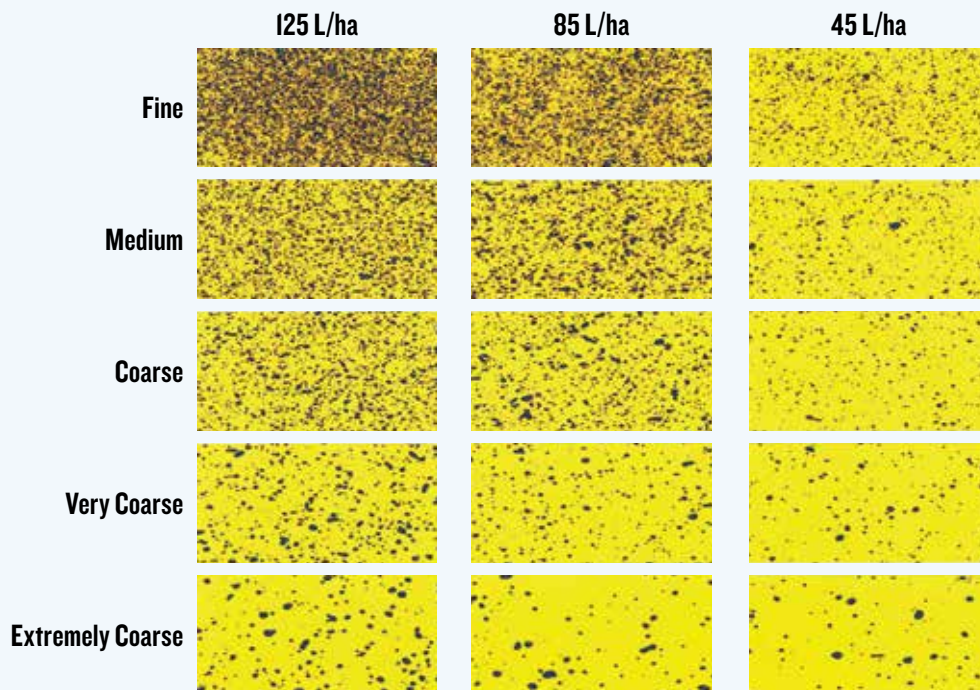 125 L/ha 85 L/ha 45 L/ha
Fine
Medium
Coarse
Very Coarse
Extremely Coarse